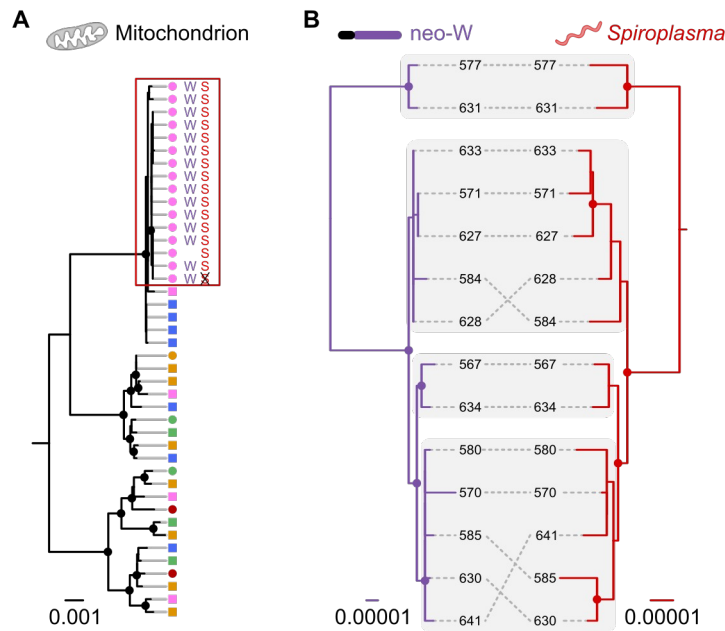 A
Mitochondrion
W S
W S
W S
W S
W S
W S
W S
W S
W S
W S
W S
W S
W S
S
W S
W S
0.001
B
neo-W
Spiroplasma
577 577
631 631
633 633
571 571
627 627
584 628
628 584
567 567
634 634
580 580
570 570
585 641
630 585
641 630
0.00001 0.00001